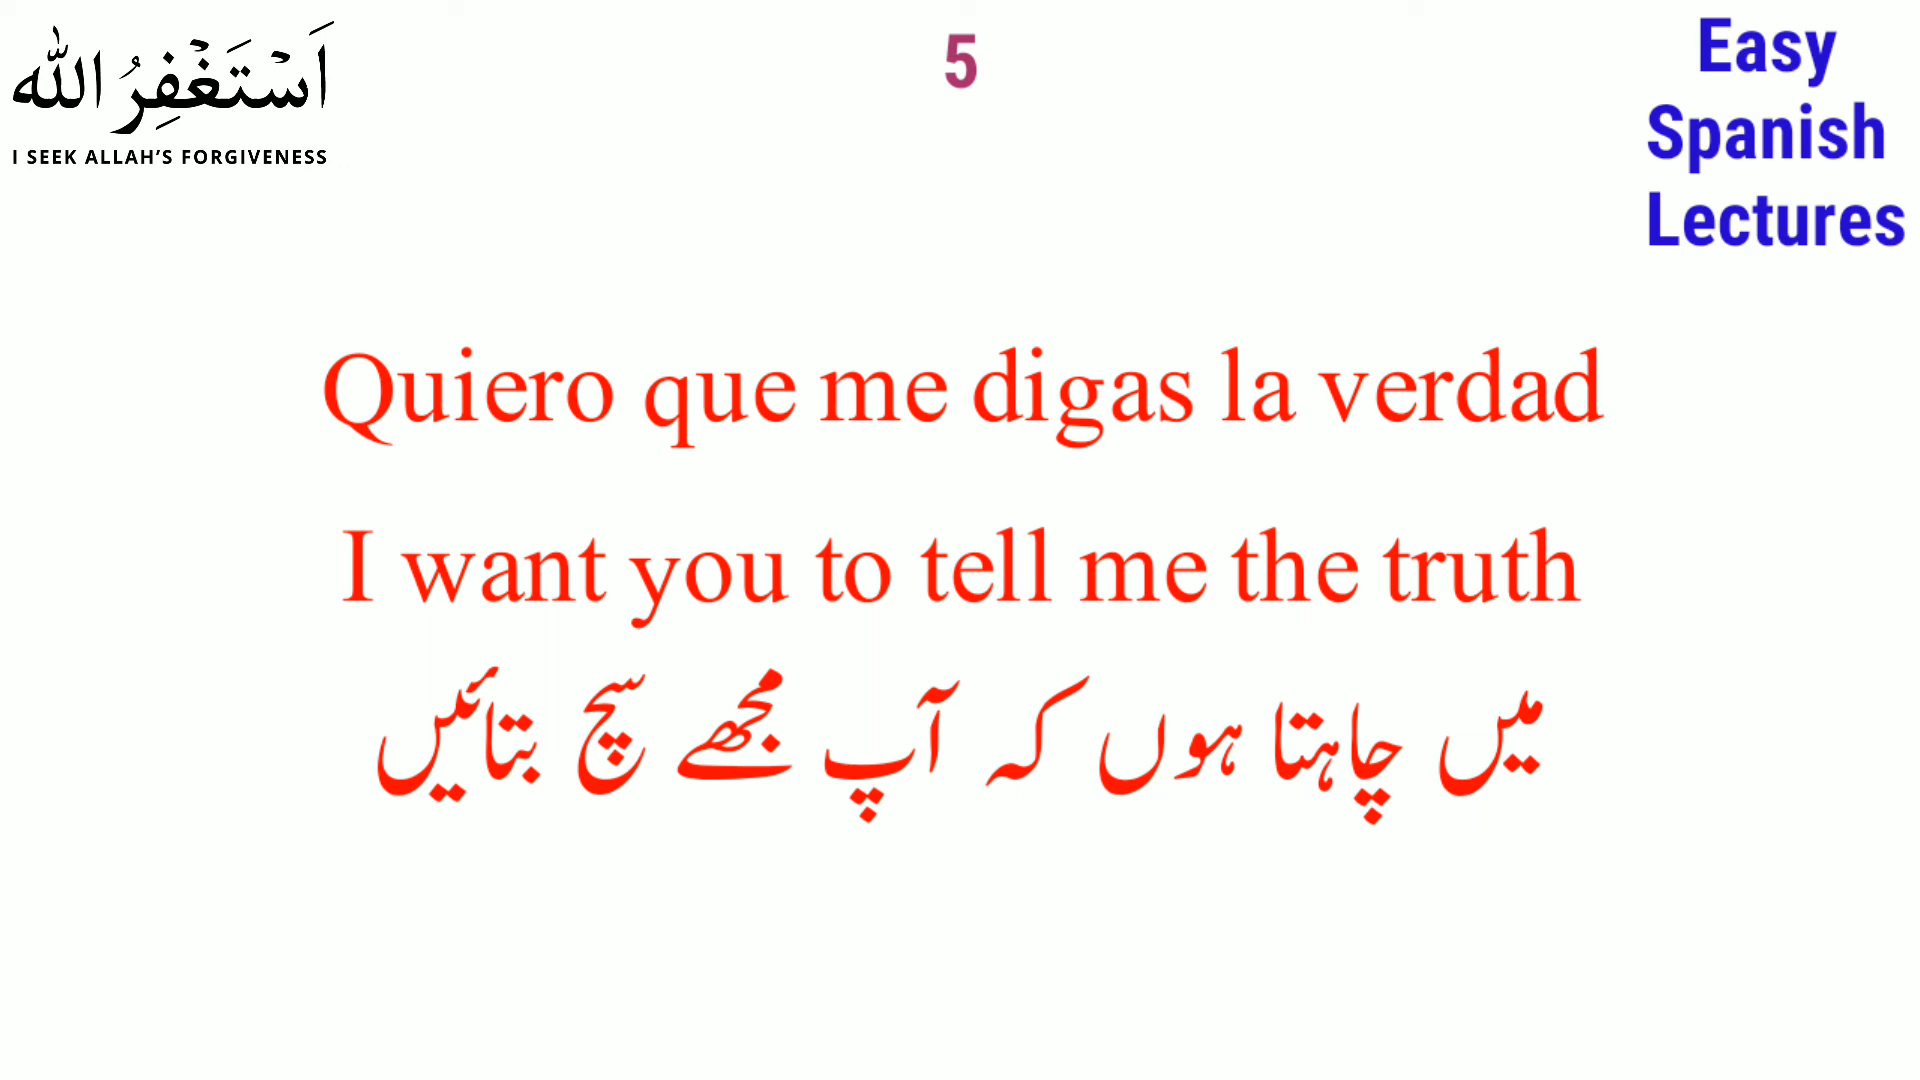 اَسْتَغْفِرُ الله
I SEEK ALLAH'S FORGIVENESS
5
Easy
Spanish
Lectures
Quiero que me digas la verdad
I want you to tell me the truth
میں چاہتا ہوں کہ آپ مجھے سچ بتائیں